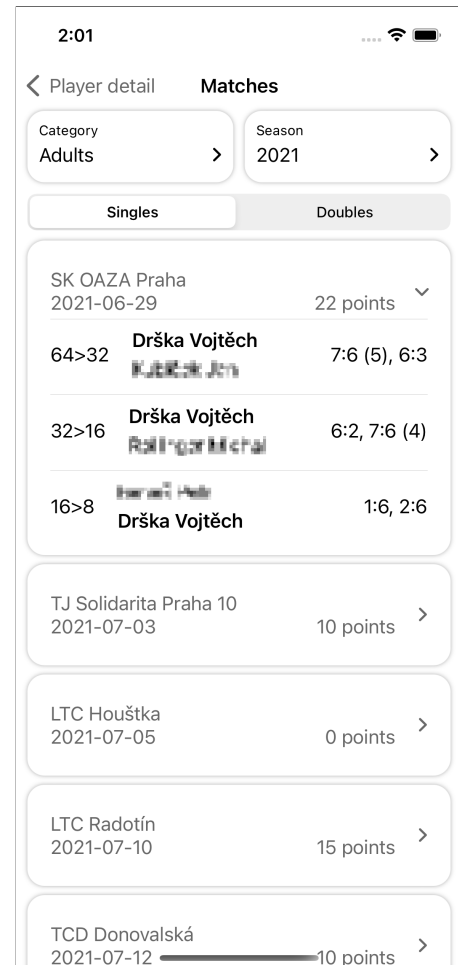 2:01
Player detail
Matches
Category
Adults
Season
2021
Singles
Doubles
SK OAZA Praha
2021-06-29
22 points
64>32
Drška Vojtěch
7:6 (5), 6:3
32>16
Drška Vojtěch
6:2, 7:6 (4)
16>8
Drška Vojtěch
1:6, 2:6
TJ Solidarita Praha 10
2021-07-03
10 points
LTC Houštka
2021-07-05
0 points
LTC Radotín
2021-07-10
15 points
TCD Donovalská
2021-07-12
10 points